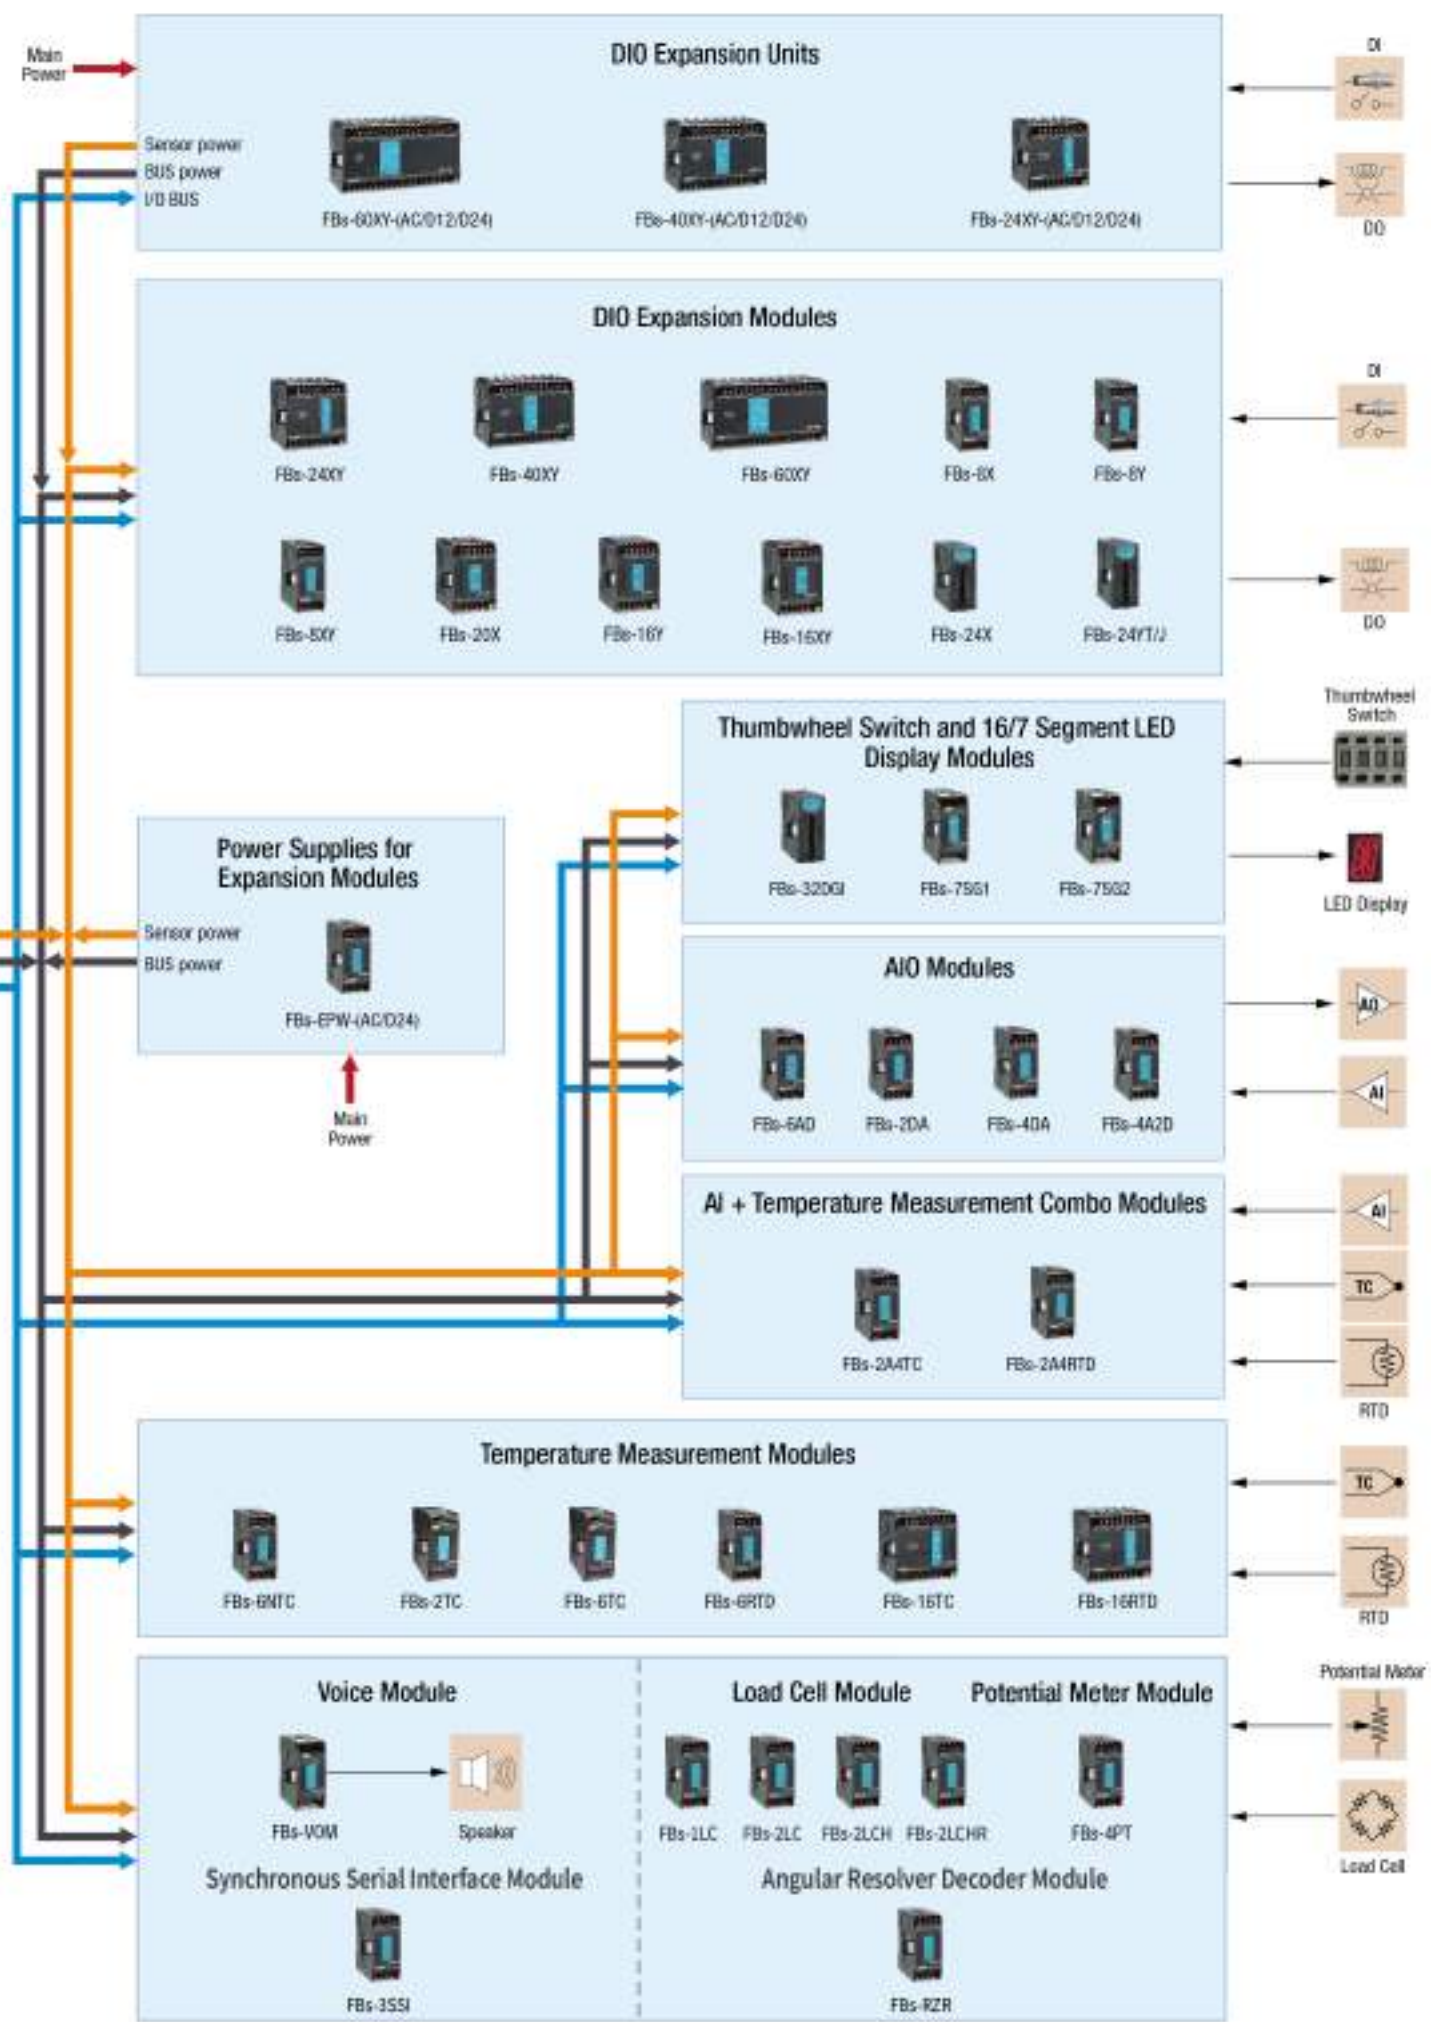 Main
Power
DIO Expansion Units
DI
Sensor power
BUS power
I/O BUS
FBs-60XY-(AC/D12/D24)
FBs-40XY-(AC/D12/D24)
FBs-24XY-(AC/D12/D24)
DO
DIO Expansion Modules
DI
FBs-24XY
FBs-40XY
FBs-60XY
FBs-8X
FBs-8Y
FBs-8XY
FBs-20X
FBs-16Y
FBs-16XY
FBs-24X
FBs-24YT/J
DO
Thumbwheel Switch and 16/7 Segment LED
Display Modules
Thumbwheel
Switch
FBs-32DGI
FBs-7SG1
FBs-7SG2
LED Display
Power Supplies for
Expansion Modules
Sensor power
BUS power
FBs-EPW-(AC/D24)
Main
Power
AIO Modules
AO
AI
FBs-6AD
FBs-2DA
FBs-4DA
FBs-4A2D
AI + Temperature Measurement Combo Modules
AI
TC
FBs-2A4TC
FBs-2A4RTD
RTD
Temperature Measurement Modules
TC
FBs-6NTC
FBs-2TC
FBs-6TC
FBs-6RTD
FBs-16TC
FBs-16RTD
RTD
Voice Module
Load Cell Module
Potential Meter Module
Potential Meter
FBs-VOM
Speaker
FBs-1LC
FBs-2LC
FBs-2LCH
FBs-2LCHR
FBs-4PT
Load Cell
Synchronous Serial Interface Module
Angular Resolver Decoder Module
FBs-3SSI
FBs-RZR